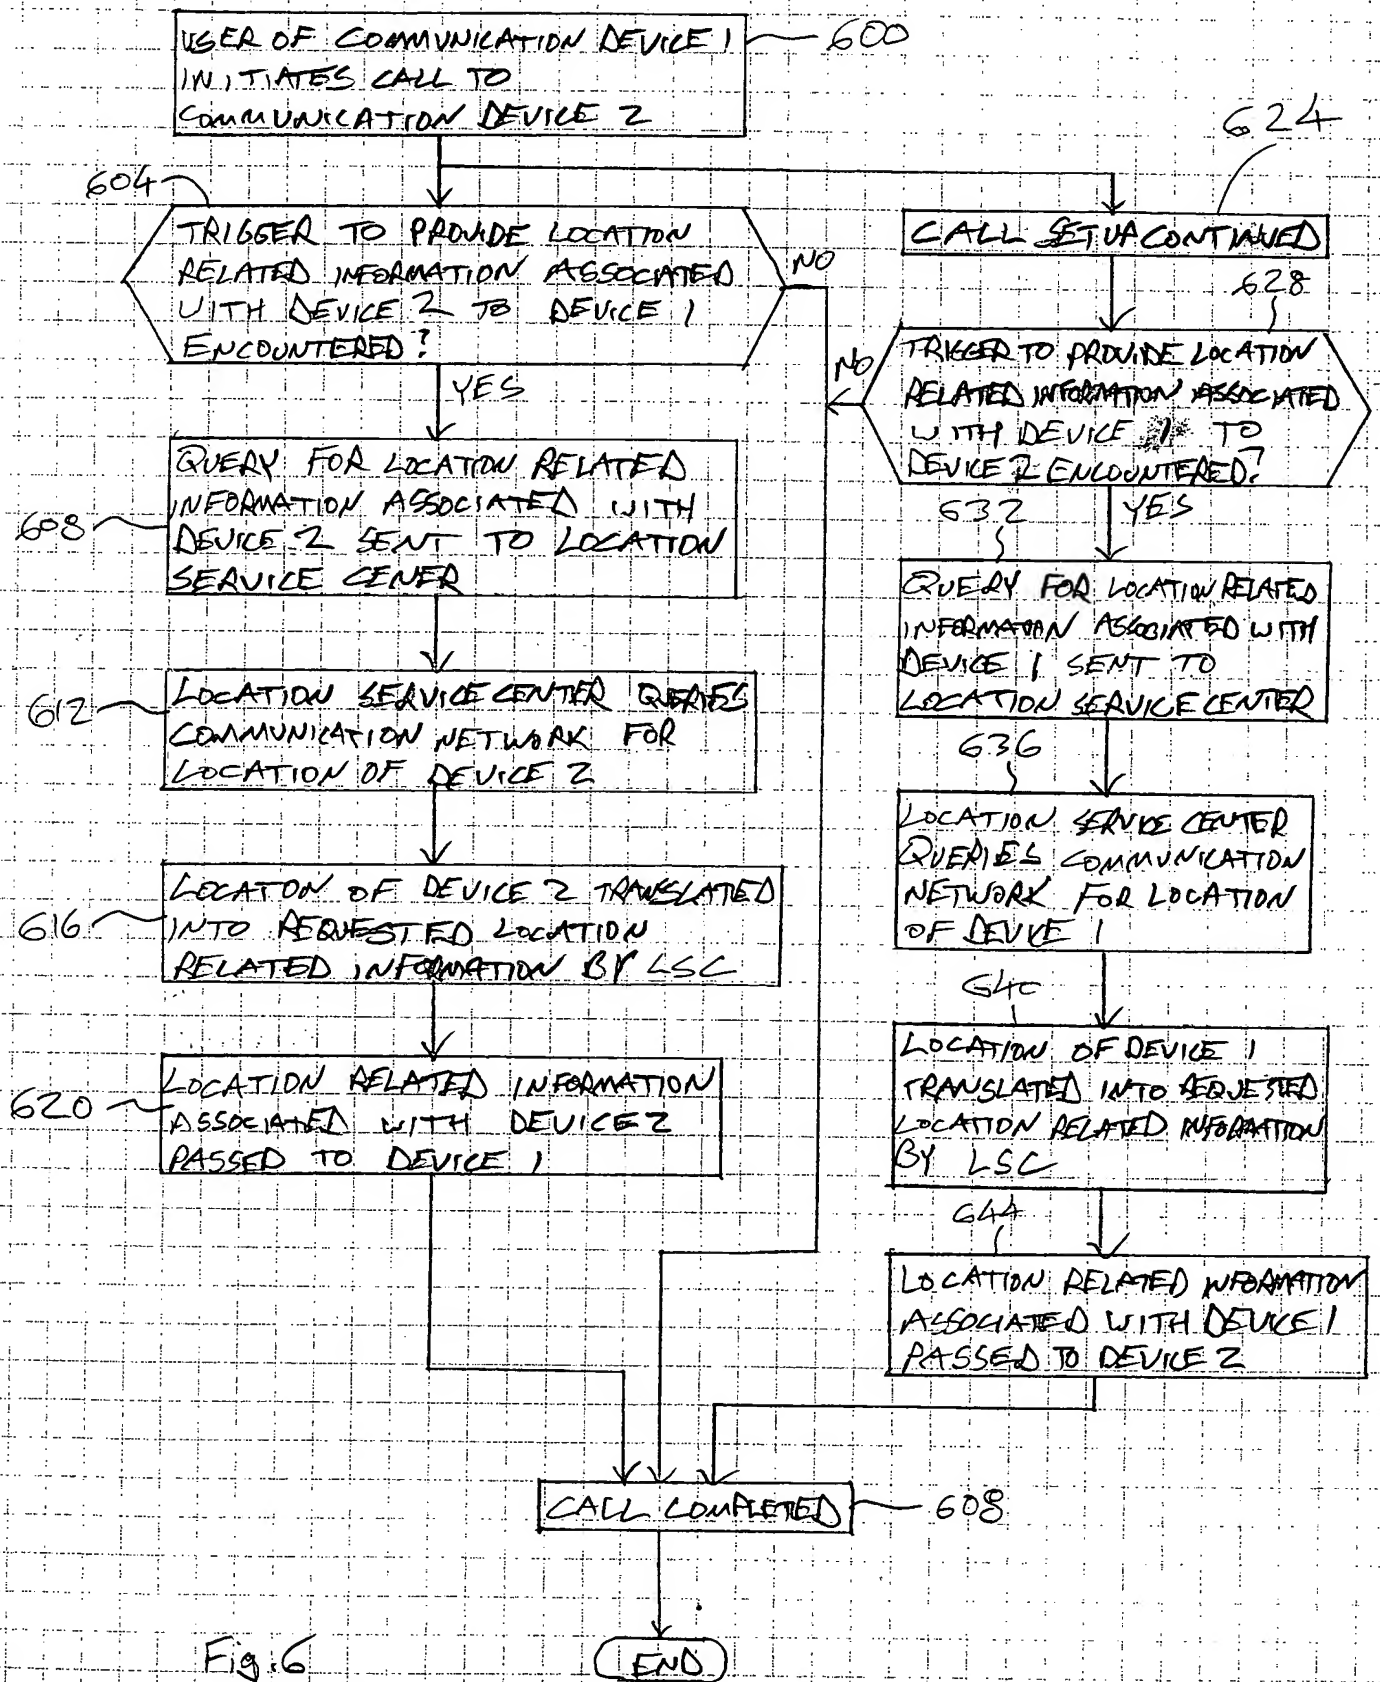 USER OF COMMUNICATION DEVICE 1
INITIATES CALL TO
COMMUNICATION DEVICE 2
600
604
TRIGGER TO PROVIDE LOCATION
RELATED INFORMATION ASSOCIATED
WITH DEVICE 2 TO DEVICE 1
ENCOUNTERED?
NO
YES
608
QUERY FOR LOCATION RELATED
INFORMATION ASSOCIATED WITH
DEVICE 2 SENT TO LOCATION
SERVICE CENER
612
LOCATION SERVICE CENTER QUERIES
COMMUNICATION NETWORK FOR
LOCATION OF DEVICE 2
616
LOCATON OF DEVICE 2 TRANSLATED
INTO REQUESTED LOCATION
RELATED INFORMATION BY LSC
620
LOCATION RELATED INFORMATION
ASSOCIATED WITH DEVICE 2
PASSED TO DEVICE 1
624
CALL SETUP CONTINUED
628
NO
TRIGGER TO PROVIDE LOCATION
RELATED INFORMATION ASSOCIATED
WITH DEVICE 1 TO
DEVICE 2 ENCOUNTERED?
632
YES
QUERY FOR LOCATION RELATED
INFORMATION ASSOCIATED WITH
DEVICE 1 SENT TO
LOCATION SERVICE CENTER
636
LOCATION SERVICE CENTER
QUERIES COMMUNICATION
NETWORK FOR LOCATION
OF DEVICE 1
640
LOCATION OF DEVICE 1
TRANSLATED INTO REQUESTED
LOCATION RELATED INFORMATION
BY LSC
644
LOCATION RELATED INFORMATION
ASSOCIATED WITH DEVICE 1
PASSED TO DEVICE 2
CALL COMPLETED
608
END
Fig. 6